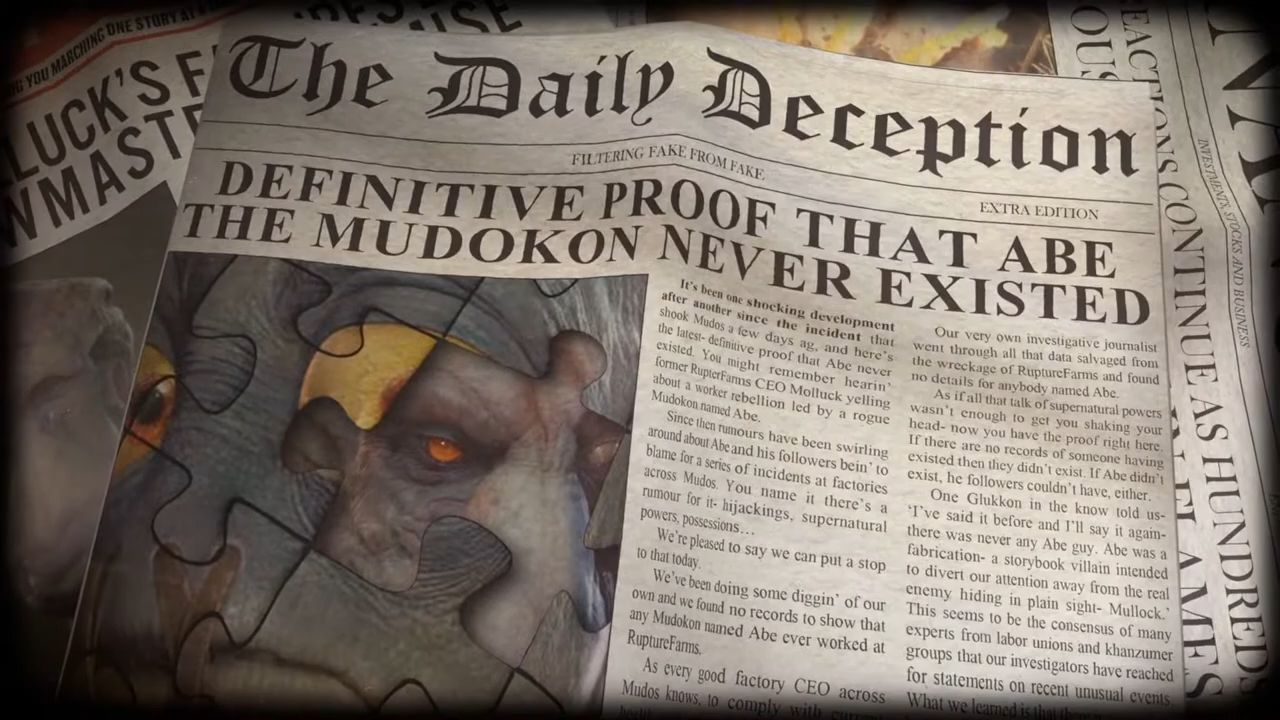 The Daily Deception
FILTERING FAKE FROM FAKE
EXTRA EDITION
DEFINITIVE PROOF THAT ABE
THE MUDOKON NEVER EXISTED
It's been one shocking development
after another since the incident that
shook Mudos a few days ag, and here's
the latest- definitive proof that Abe never
existed. You might remember hearin'
former RupterFarms CEO Molluck yelling
about a worker rebellion led by a rogue
Mudokon named Abe.
Since then rumours have been swirling
around about Abe and his followers bein' to
blame for a series of incidents at factories
across Mudos. You name it there's a
rumour for it- hijackings, supernatural
powers, possessions…
We're pleased to say we can put a stop
to that today.
We've been doing some diggin' of our
own and we found no records to show that
any Mudokon named Abe ever worked at
RuptureFarms.
As every good factory CEO across
Mudos knows, to comply with current
Our very own investigative journalist
went through all that data salvaged from
the wreckage of RuptureFarms and found
no details for anybody named Abe.
As if all that talk of supernatural powers
wasn't enough to get you shaking your
head- now you have the proof right here.
If there are no records of someone having
existed then they didn't exist. If Abe didn't
exist, he followers couldn't have, either.
One Glukkon in the know told us-
'I've said it before and I'll say it again-
there was never any Abe guy. Abe was a
fabrication- a storybook villain intended
to divert our attention away from the real
enemy hiding in plain sight- Mullock.'
This seems to be the consensus of many
experts from labor unions and khanzumer
groups that our investigators have reached
for statements on recent unusual events.
What we learned is that
YOU MARCHING ONE STORY AT
LUCK'S F
WMAST
EACTIONS CONTINUE AS HUNDREDS
OUS
IN FLAMES
INVESTMENTS, STOCKS AND BUSINESS